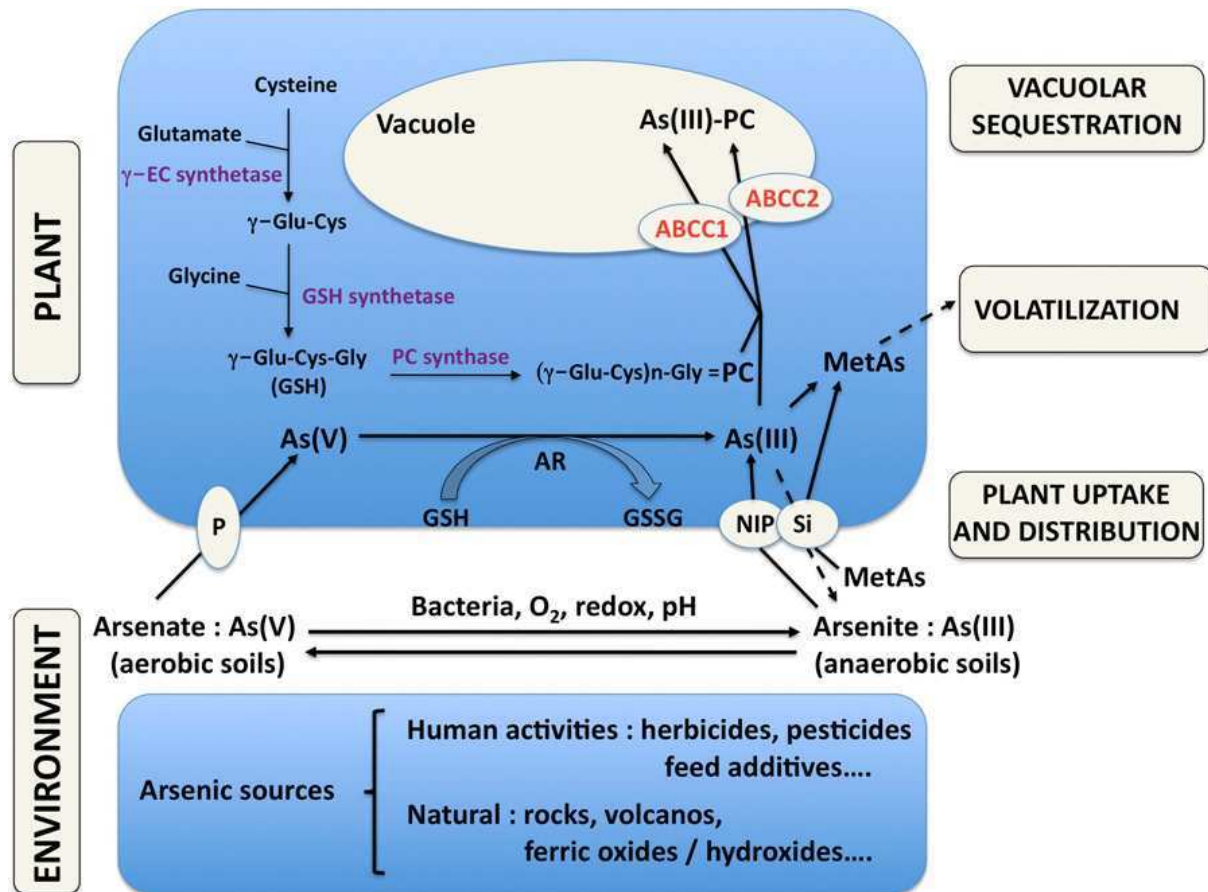 PLANT
Cysteine
Glutamate
γ−EC synthetase
γ−Glu-Cys
Glycine
GSH synthetase
γ−Glu-Cys-Gly
(GSH)
PC synthase
(γ−Glu-Cys)n-Gly = PC
Vacuole
As(III)-PC
ABCC2
ABCC1
VACUOLAR
SEQUESTRATION
VOLATILIZATION
MetAs
As(V)
As(III)
AR
GSH
GSSG
P
NIP
Si
PLANT UPTAKE
AND DISTRIBUTION
MetAs
ENVIRONMENT
Bacteria, O₂, redox, pH
Arsenate : As(V)
(aerobic soils)
Arsenite : As(III)
(anaerobic soils)
Arsenic sources
Human activities : herbicides, pesticides
feed additives....
Natural : rocks, volcanos,
ferric oxides / hydroxides....